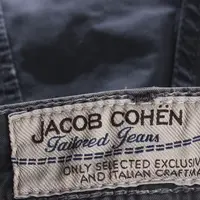 JACOB COHËN
Tailored Jeans
ONLY SELECTED EXCLUSIV
AND ITALIAN CRAFTMA